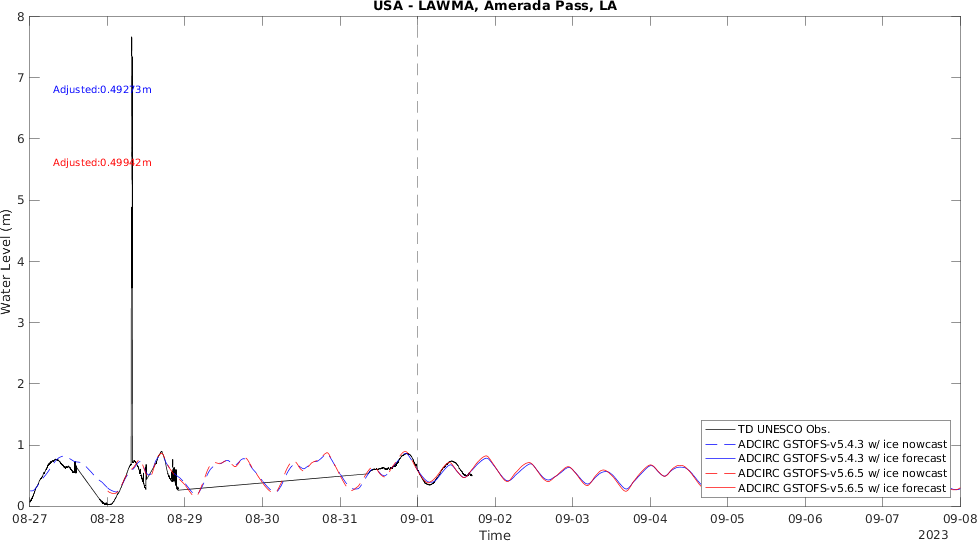 USA - LAWMA, Amerada Pass, LA
8
7
6
5
4
3
2
1
0
Water Level (m)
Adjusted:0.49273m
Adjusted:0.49942m
TD UNESCO Obs.
ADCIRC GSTOFS-v5.4.3 w/ ice nowcast
ADCIRC GSTOFS-v5.4.3 w/ ice forecast
ADCIRC GSTOFS-v5.6.5 w/ ice nowcast
ADCIRC GSTOFS-v5.6.5 w/ ice forecast
08-27 08-28 08-29 08-30 08-31 09-01 09-02 09-03 09-04 09-05 09-06 09-07 09-08
Time
2023